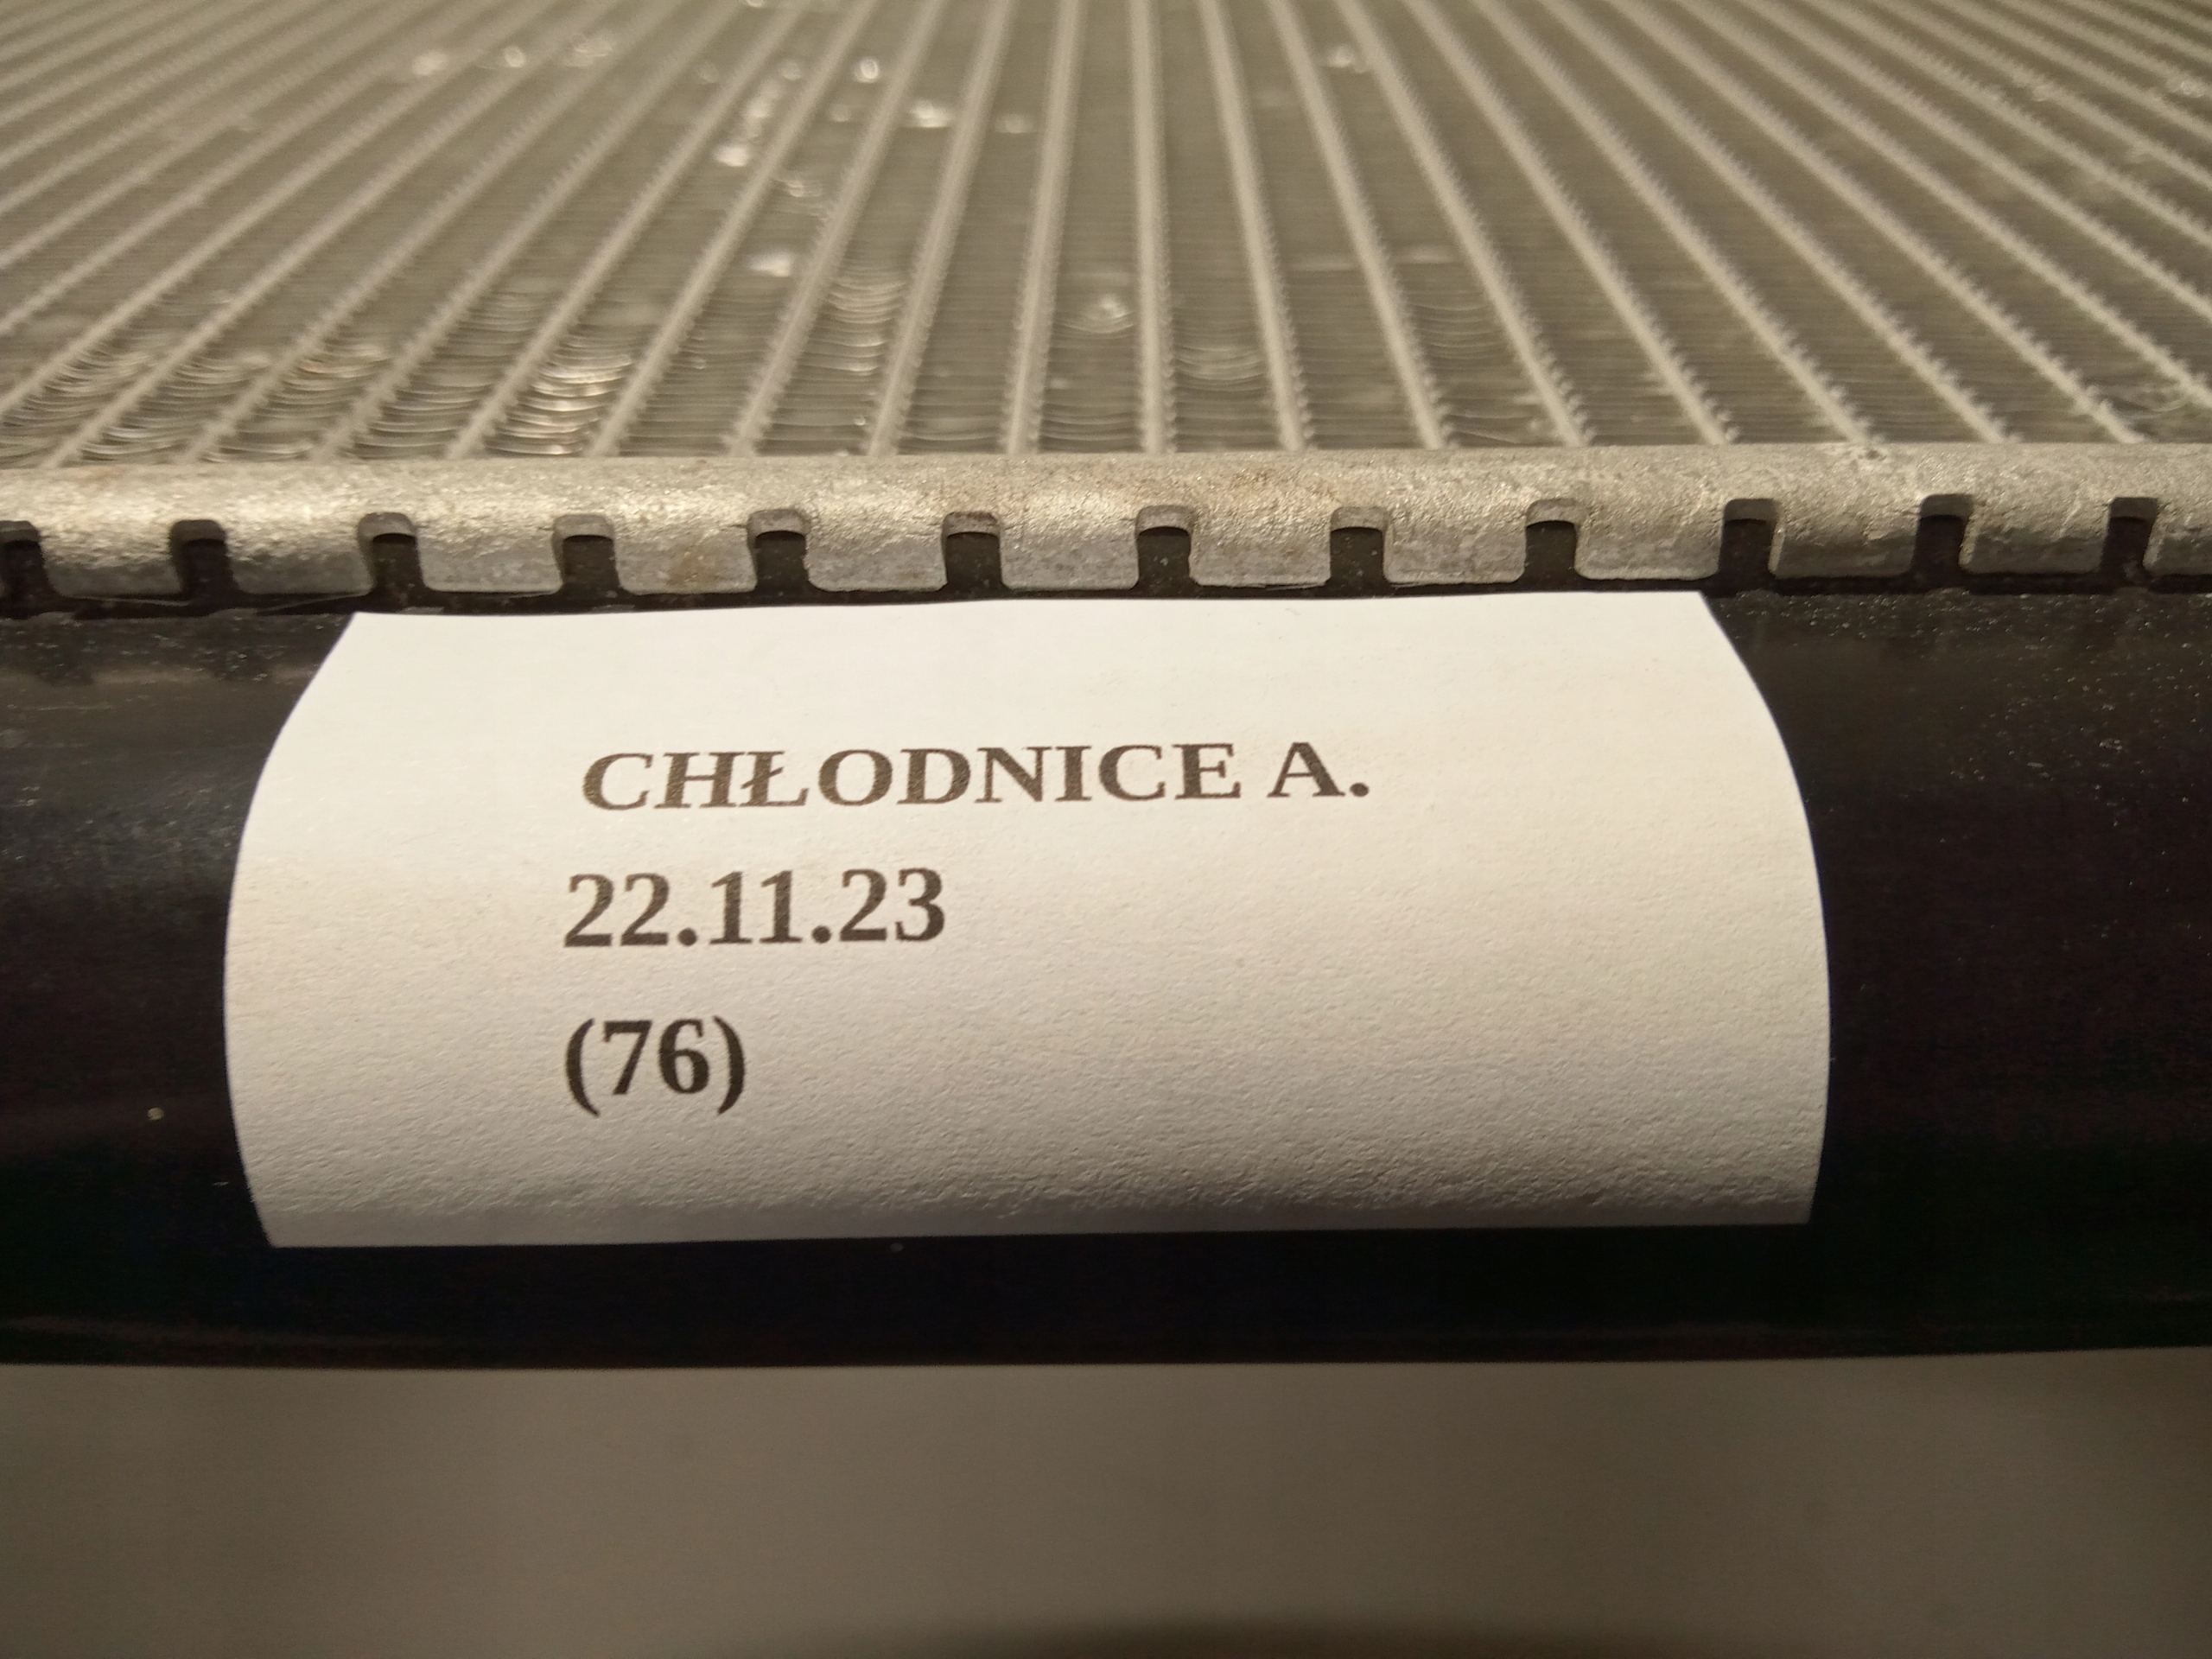 CHŁODNICE A.
22.11.23
(76)